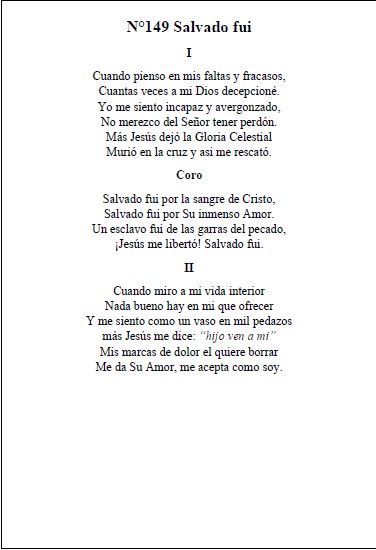 N°149 Salvado fui
I
Cuando pienso en mis faltas y fracasos,
Cuantas veces a mi Dios decepcioné.
Yo me siento incapaz y avergonzado,
No merezco del Señor tener perdón.
Más Jesús dejó la Gloria Celestial
Murió en la cruz y asi me rescató.
Coro
Salvado fui por la sangre de Cristo,
Salvado fui por Su inmenso Amor.
Un esclavo fui de las garras del pecado,
¡Jesús me libertó! Salvado fui.
II
Cuando miro a mi vida interior
Nada bueno hay en mi que ofrecer
Y me siento como un vaso en mil pedazos
más Jesús me dice: “hijo ven a mi”
Mis marcas de dolor el quiere borrar
Me da Su Amor, me acepta como soy.